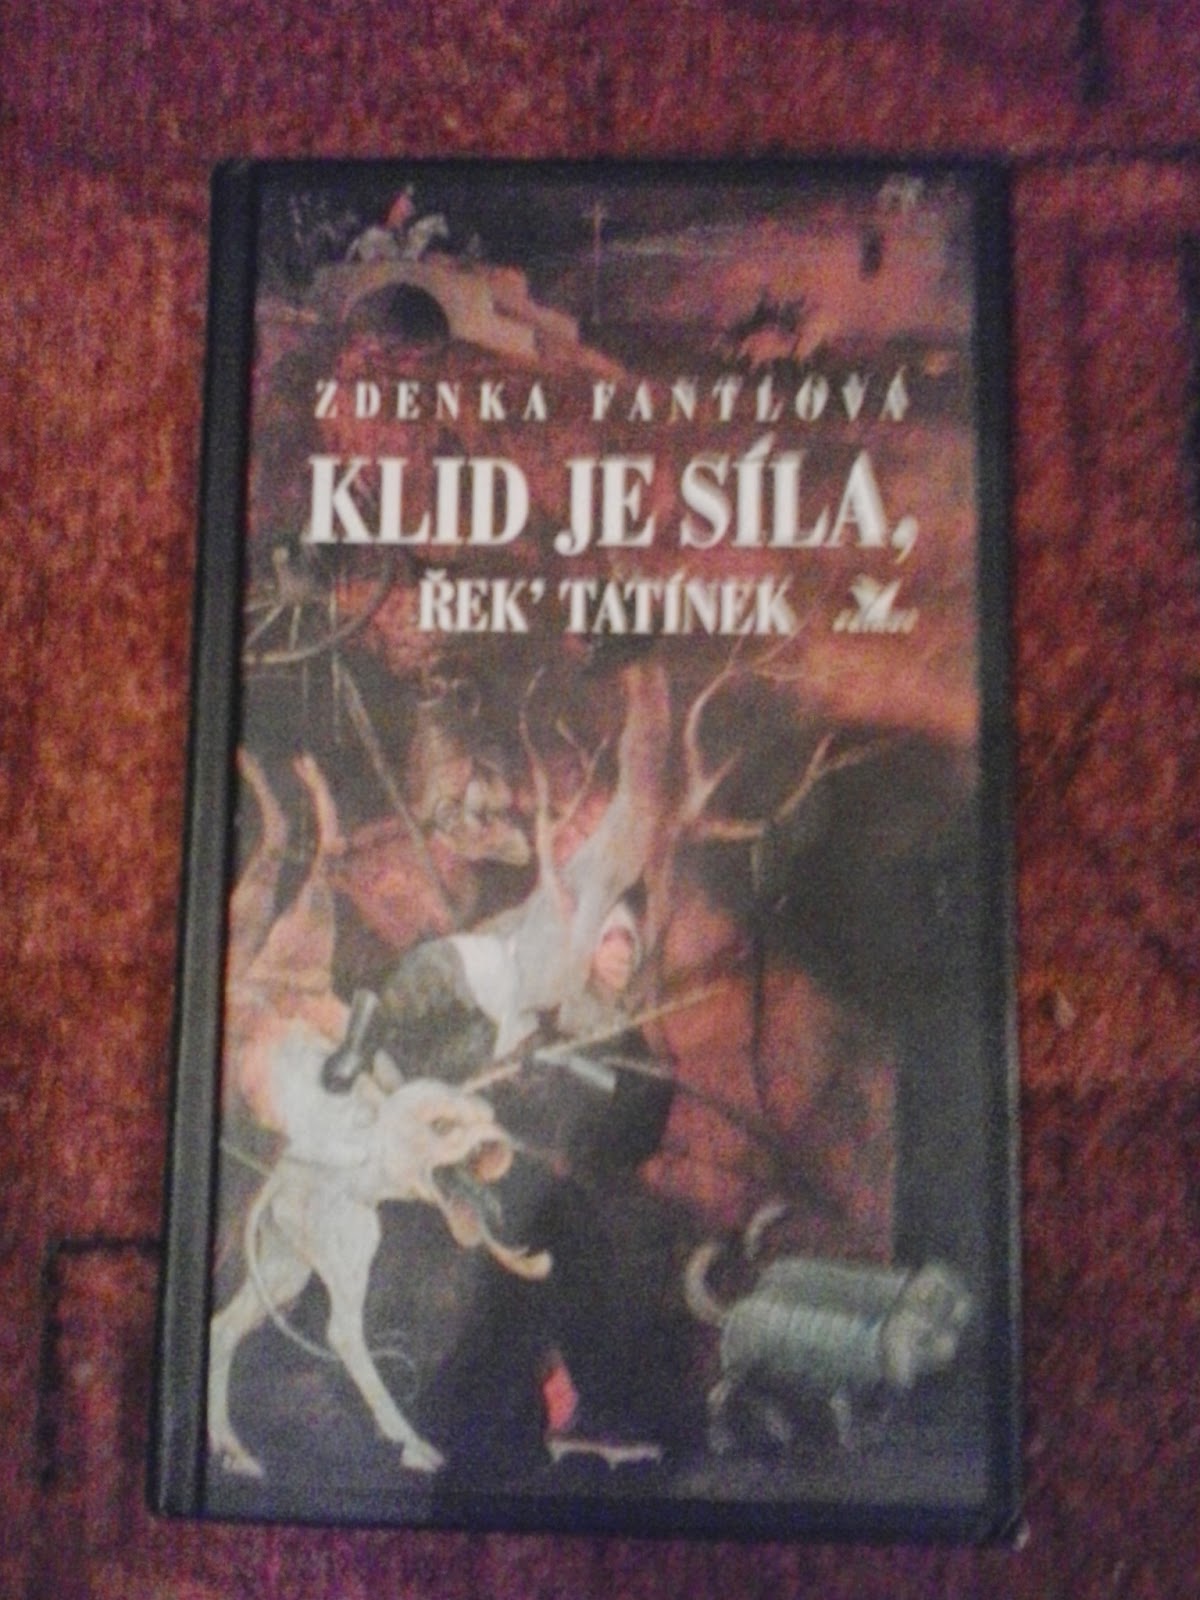 ZDENKA FANTLOVÁ
KLID JE SÍLA,
ŘEK' TATÍNEK